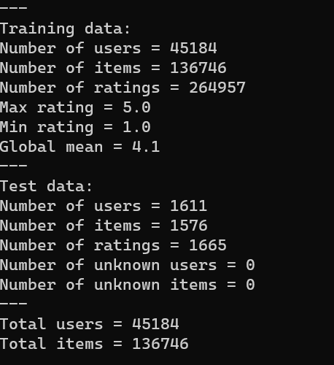 ---
Training data:
Number of users = 45184
Number of items = 136746
Number of ratings = 264957
Max rating = 5.0
Min rating = 1.0
Global mean = 4.1
---
Test data:
Number of users = 1611
Number of items = 1576
Number of ratings = 1665
Number of unknown users = 0
Number of unknown items = 0
---
Total users = 45184
Total items = 136746